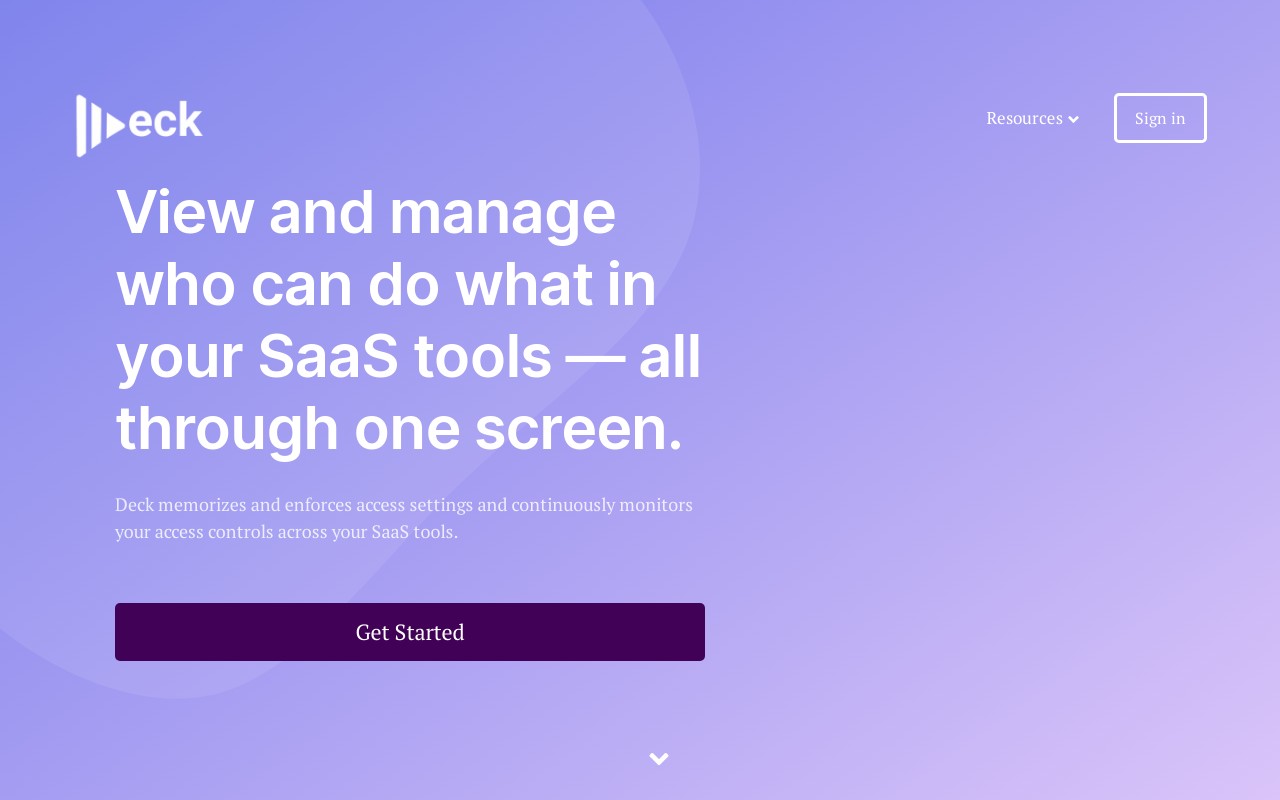 Deck
Resources
Sign in
View and manage
who can do what in
your SaaS tools — all
through one screen.
Deck memorizes and enforces access settings and continuously monitors
your access controls across your SaaS tools.
Get Started